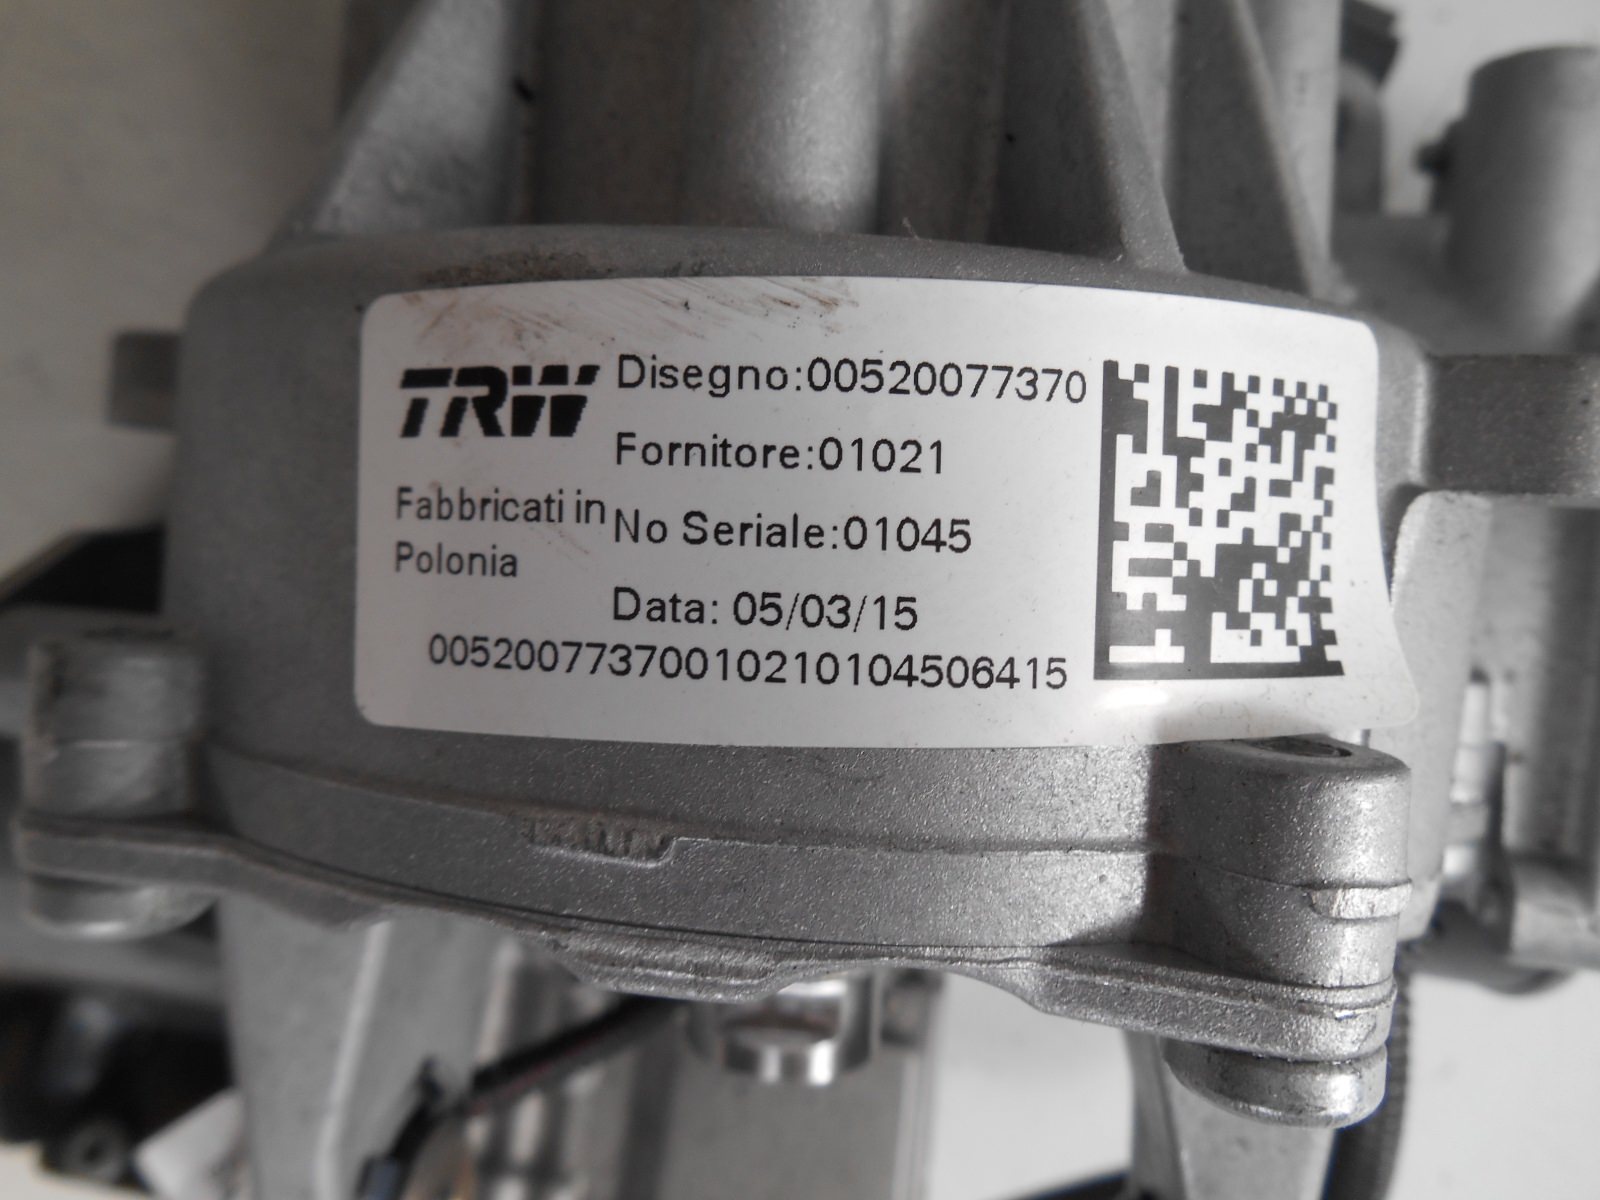 TRW
Disegno:00520077370
Fornitore:01021
Fabbricati in
Polonia
No Seriale:01045
Data: 05/03/15
00520077370010210104506415